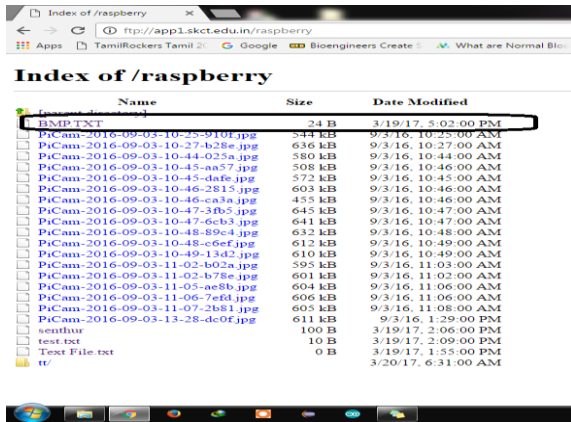 Index of /raspberry
ftp://app1.skct.edu.in/raspberry
Apps TamilRockers Tamil 2 Google Bioengineers Create S What are Normal Bloo
Index of /raspberry
Name Size Date Modified
[parent directory]
BMP.TXT 24 B 3/19/17, 5:02:00 PM
PiCam-2016-09-03-10-25-910f.jpg 544 kB 9/3/16, 10:25:00 AM
PiCam-2016-09-03-10-27-b28e.jpg 636 kB 9/3/16, 10:27:00 AM
PiCam-2016-09-03-10-44-025a.jpg 580 kB 9/3/16, 10:44:00 AM
PiCam-2016-09-03-10-45-aa57.jpg 508 kB 9/3/16, 10:46:00 AM
PiCam-2016-09-03-10-45-dafe.jpg 572 kB 9/3/16, 10:45:00 AM
PiCam-2016-09-03-10-46-2815.jpg 603 kB 9/3/16, 10:46:00 AM
PiCam-2016-09-03-10-46-ca3a.jpg 455 kB 9/3/16, 10:46:00 AM
PiCam-2016-09-03-10-47-3fb5.jpg 645 kB 9/3/16, 10:47:00 AM
PiCam-2016-09-03-10-47-6cb3.jpg 641 kB 9/3/16, 10:47:00 AM
PiCam-2016-09-03-10-48-89c4.jpg 632 kB 9/3/16, 10:48:00 AM
PiCam-2016-09-03-10-48-c6ef.jpg 612 kB 9/3/16, 10:49:00 AM
PiCam-2016-09-03-10-49-13d2.jpg 610 kB 9/3/16, 10:49:00 AM
PiCam-2016-09-03-11-02-b02a.jpg 595 kB 9/3/16, 11:03:00 AM
PiCam-2016-09-03-11-02-b78e.jpg 601 kB 9/3/16, 11:02:00 AM
PiCam-2016-09-03-11-05-ae8b.jpg 604 kB 9/3/16, 11:06:00 AM
PiCam-2016-09-03-11-06-7efd.jpg 606 kB 9/3/16, 11:06:00 AM
PiCam-2016-09-03-11-07-2b81.jpg 605 kB 9/3/16, 11:08:00 AM
PiCam-2016-09-03-13-28-dc0f.jpg 611 kB 9/3/16, 1:29:00 PM
senthur 100 B 3/19/17, 2:06:00 PM
test.txt 10 B 3/19/17, 2:09:00 PM
Text File.txt 0 B 3/19/17, 1:55:00 PM
tt/ 3/20/17, 6:31:00 AM